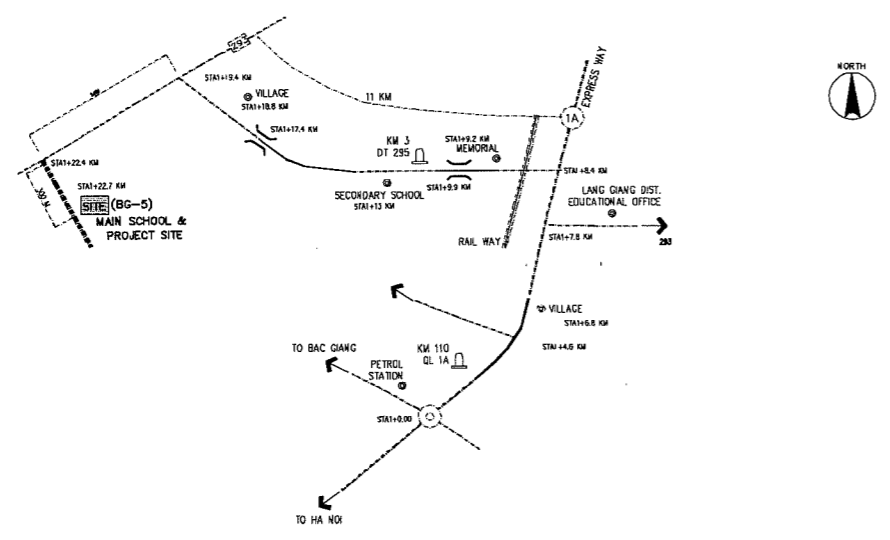 NORTH
293
EXPRESS WAY
STA1+19.4 KM
VILLAGE
STA1+18.8 KM
11 KM
1A
STA1+17.4 KM
KM 3
DT 295
STA1+9.2 KM
MEMORIAL
STA1+22.4 KM
STA1+8.4 KM
STA1+22.7 KM
SECONDARY SCHOOL
STA1+9.9 KM
STA1+13 KM
LANG GIANG DIST.
EDUCATIONAL OFFICE
300 M
SITE (BG-5)
MAIN SCHOOL &
PROJECT SITE
RAIL WAY
STA1+7.8 KM
293
VILLAGE
STA1+6.8 KM
STA1+4.6 KM
TO BAC GIANG
KM 110
QL 1A
PETROL
STATION
STA1+0.00
TO HA NOI